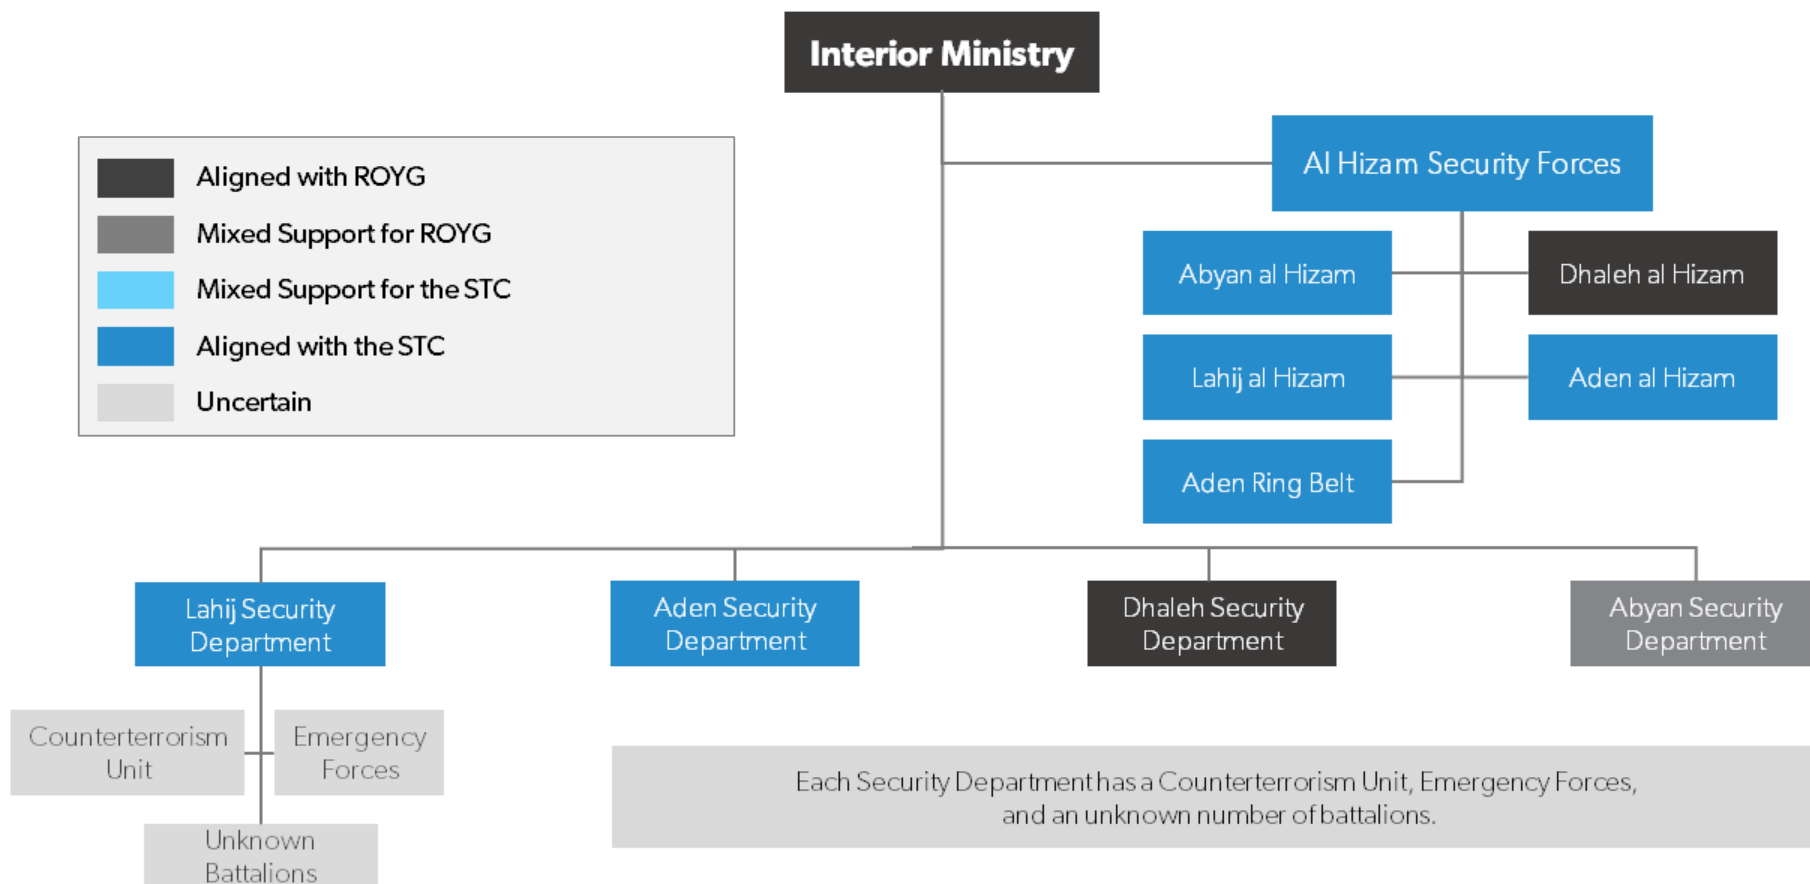 Interior Ministry
Aligned with ROYG
Mixed Support for ROYG
Mixed Support for the STC
Aligned with the STC
Uncertain
Al Hizam Security Forces
Abyan al Hizam
Dhaleh al Hizam
Lahij al Hizam
Aden al Hizam
Aden Ring Belt
Lahij Security
Department
Aden Security
Department
Dhaleh Security
Department
Abyan Security
Department
Counterterrorism
Unit
Emergency
Forces
Unknown
Battalions
Each Security Department has a Counterterrorism Unit, Emergency Forces,
and an unknown number of battalions.